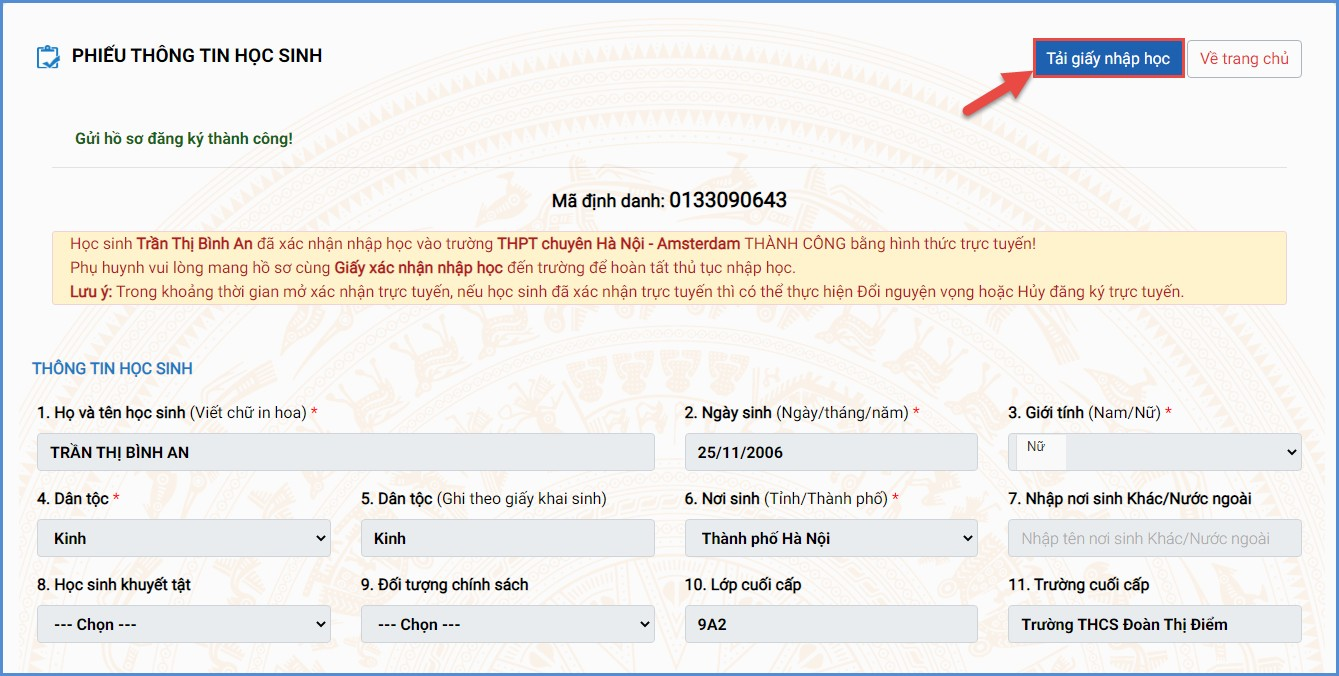 PHIẾU THÔNG TIN HỌC SINH
Tải giấy nhập học
Về trang chủ
Gửi hồ sơ đăng ký thành công!
Mã định danh: 0133090643
Học sinh Trần Thị Bình An đã xác nhận nhập học vào trường THPT chuyên Hà Nội - Amsterdam THÀNH CÔNG bằng hình thức trực tuyến!
Phụ huynh vui lòng mang hồ sơ cùng Giấy xác nhận nhập học đến trường để hoàn tất thủ tục nhập học.
Lưu ý: Trong khoảng thời gian mở xác nhận trực tuyến, nếu học sinh đã xác nhận trực tuyến thì có thể thực hiện Đổi nguyện vọng hoặc Hủy đăng ký trực tuyến.
THÔNG TIN HỌC SINH
1. Họ và tên học sinh (Viết chữ in hoa) *
2. Ngày sinh (Ngày/tháng/năm) *
3. Giới tính (Nam/Nữ) *
TRẦN THỊ BÌNH AN
25/11/2006
Nữ
4. Dân tộc *
5. Dân tộc (Ghi theo giấy khai sinh)
6. Nơi sinh (Tỉnh/Thành phố) *
7. Nhập nơi sinh Khác/Nước ngoài
Kinh
Kinh
Thành phố Hà Nội
Nhập tên nơi sinh Khác/Nước ngoài
8. Học sinh khuyết tật
9. Đối tượng chính sách
10. Lớp cuối cấp
11. Trường cuối cấp
--- Chọn ---
--- Chọn ---
9A2
Trường THCS Đoàn Thị Điểm